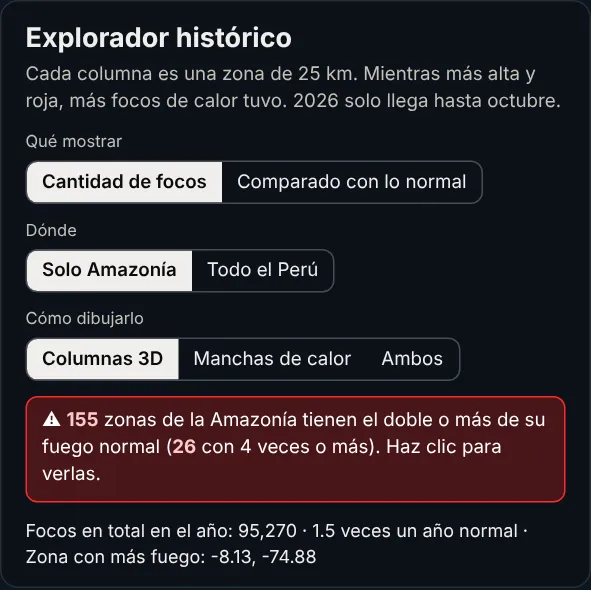 Explorador histórico
Cada columna es una zona de 25 km. Mientras más alta y
roja, más focos de calor tuvo. 2026 solo llega hasta octubre.
Qué mostrar
Cantidad de focos Comparado con lo normal
Dónde
Solo Amazonía Todo el Perú
Cómo dibujarlo
Columnas 3D Manchas de calor Ambos
⚠ 155 zonas de la Amazonía tienen el doble o más de su
fuego normal (26 con 4 veces o más). Haz clic para
verlas.
Focos en total en el año: 95,270 · 1.5 veces un año normal ·
Zona con más fuego: -8.13, -74.88